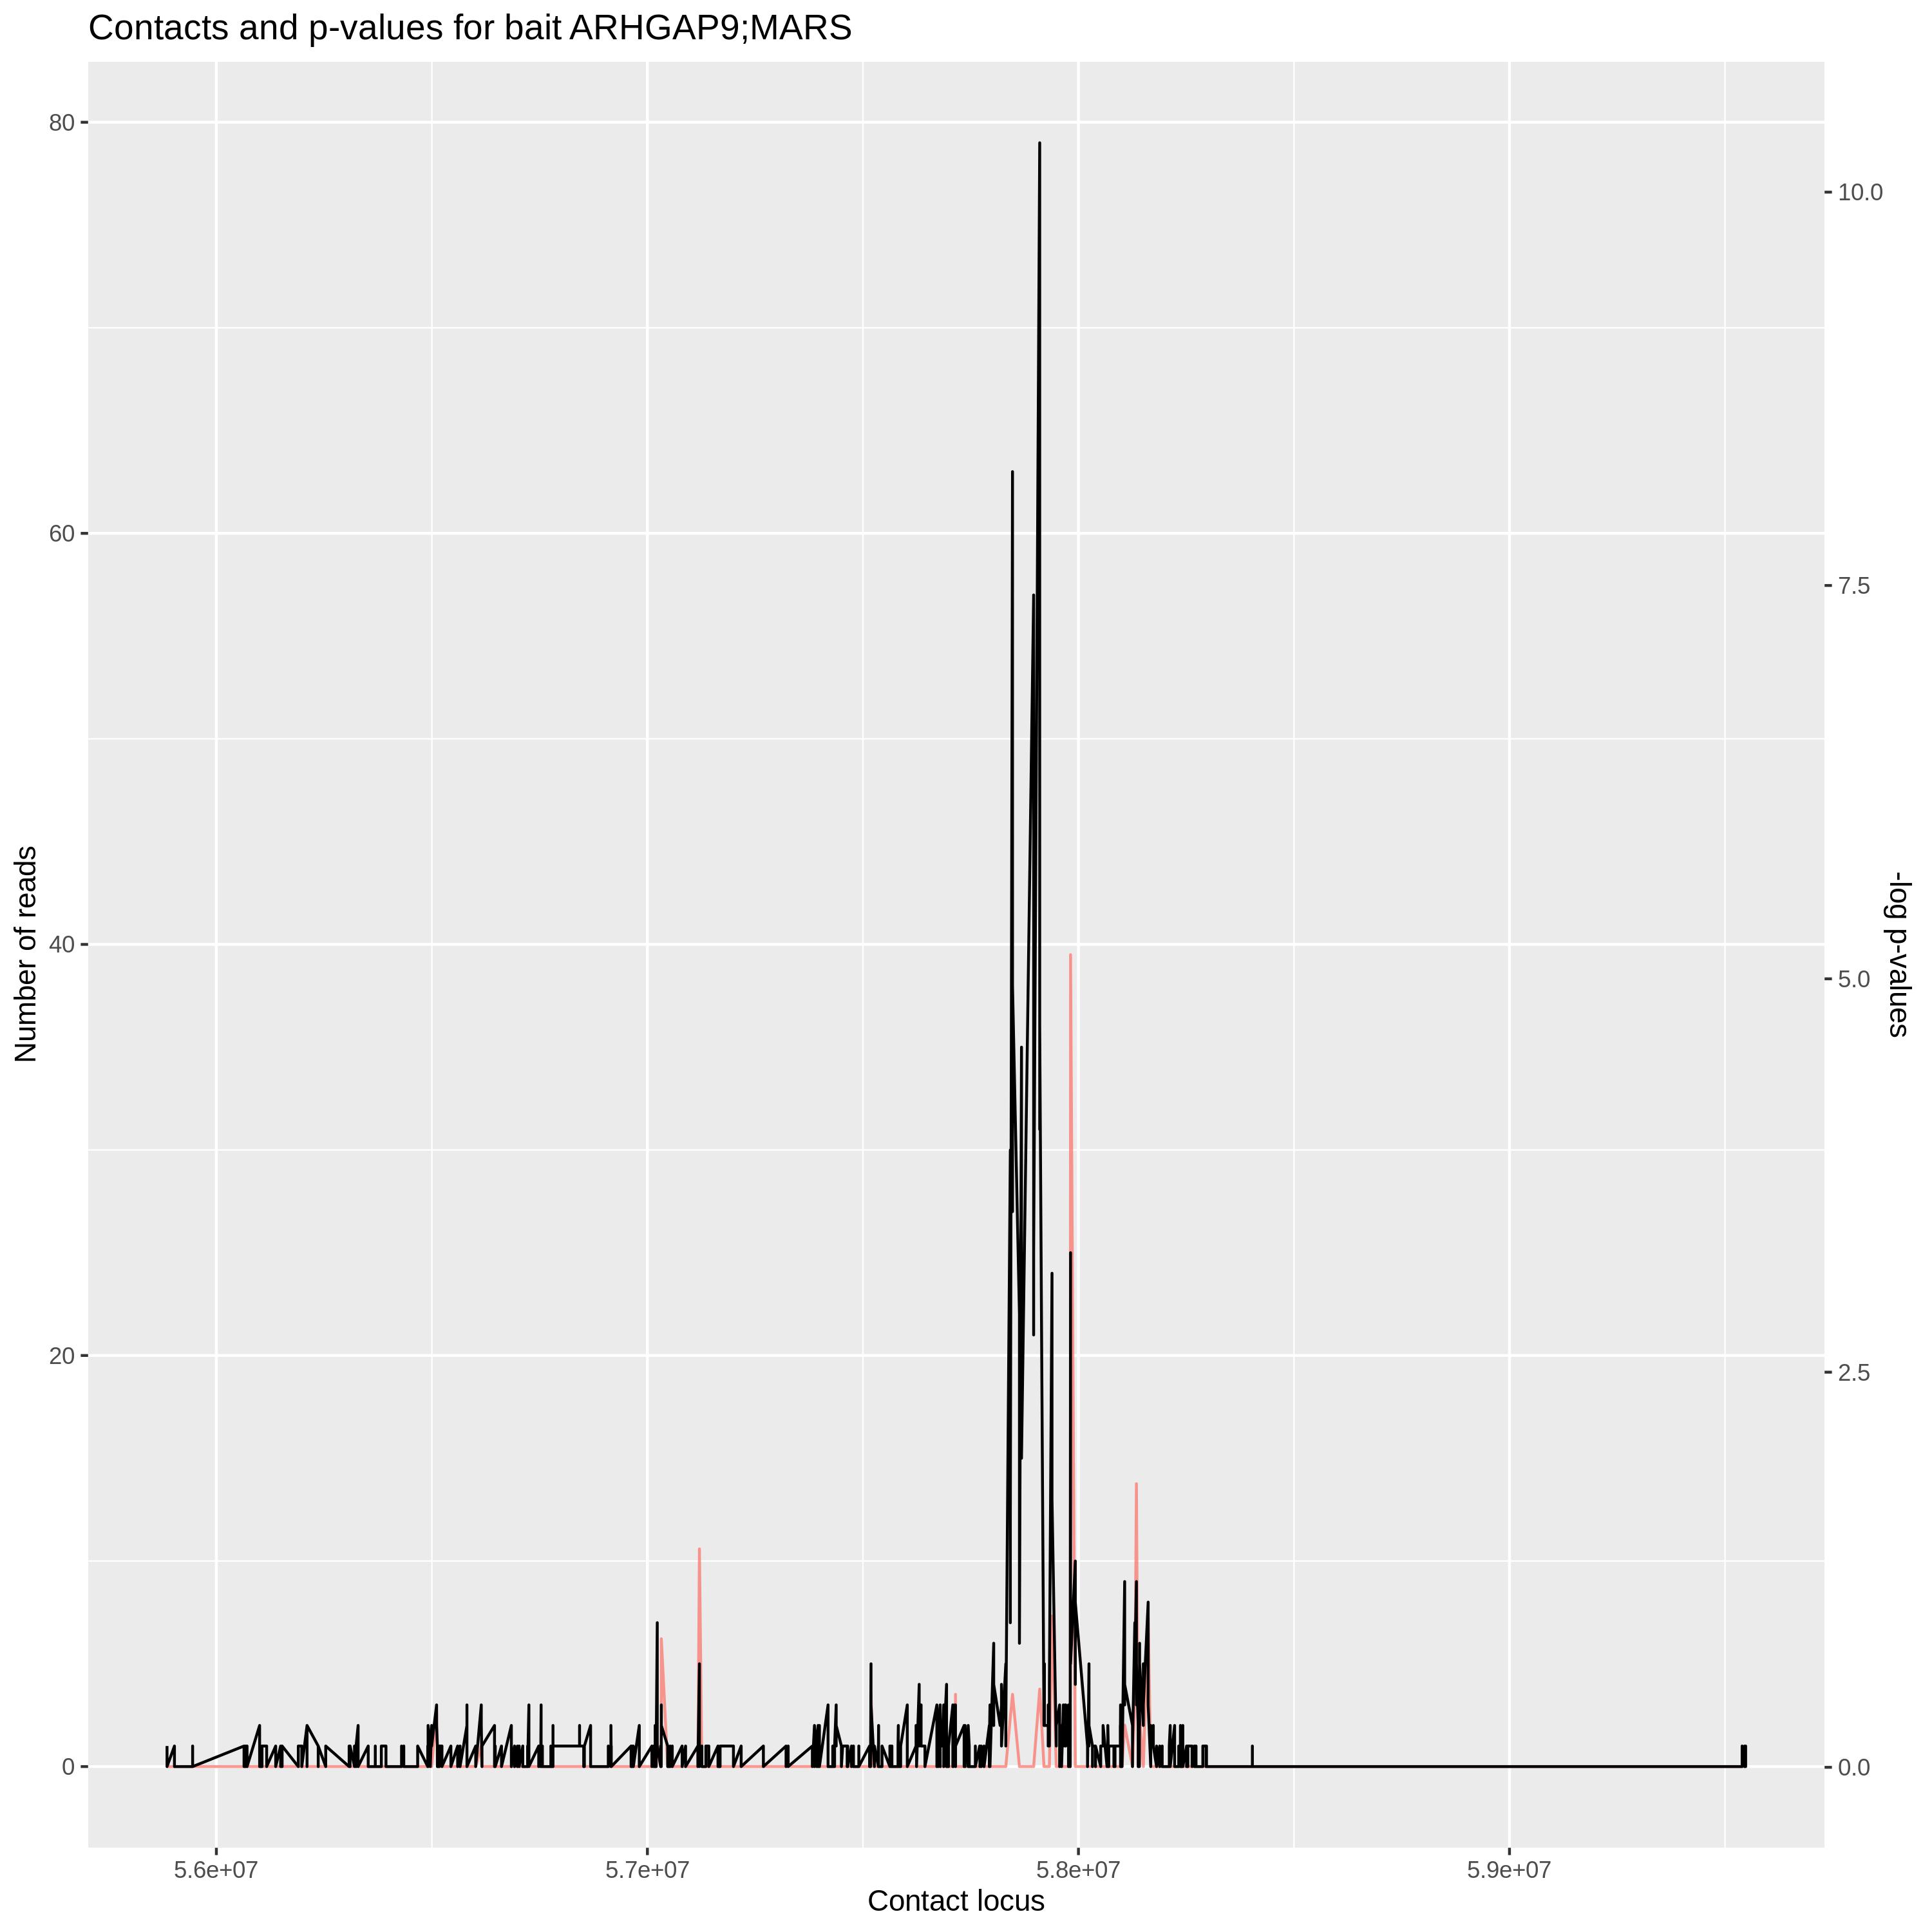 Contacts and p-values for bait ARHGAP9;MARS
80
60
40
20
0
Number of reads
10.0
7.5
5.0
2.5
0.0
-log p-values
5.6e+07
5.7e+07
5.8e+07
5.9e+07
Contact locus